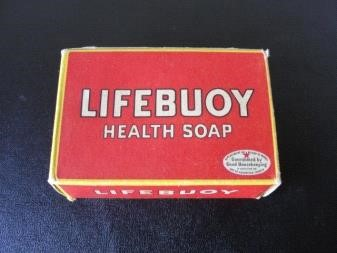 LIFEBUOY
HEALTH SOAP
Guaranteed by
Good Housekeeping
LIFEBUOY